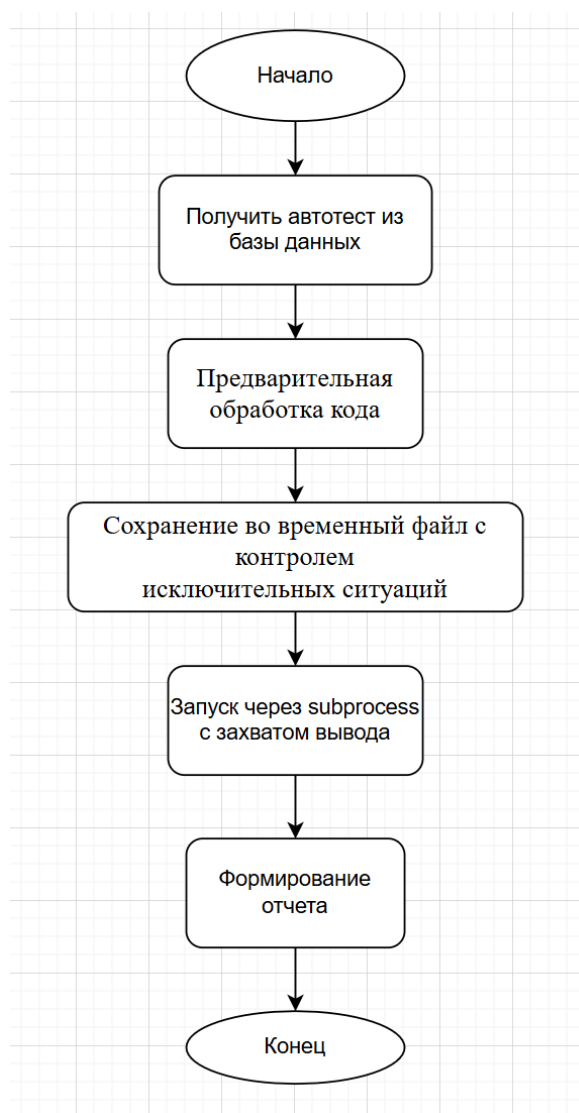 Начало
Получить автотест из
базы данных
Предварительная
обработка кода
Сохранение во временный файл с
контролем
исключительных ситуаций
Запуск через subprocess
с захватом вывода
Формирование
отчета
Конец